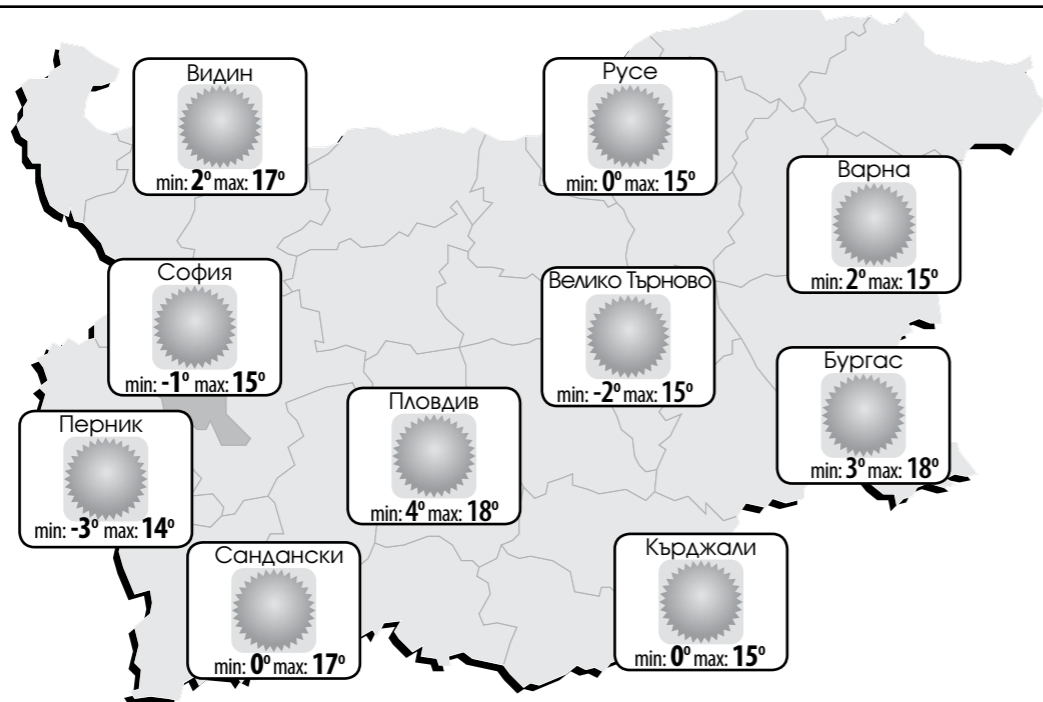 Видин
min: 2° max: 17°
Русе
min: 0° max: 15°
Варна
min: 2° max: 15°
София
min: -1° max: 15°
Велико Търново
min: -2° max: 15°
Бургас
min: 3° max: 18°
Пловдив
min: 4° max: 18°
Перник
min: -3° max: 14°
Сандански
min: 0° max: 17°
Кърджали
min: 0° max: 15°